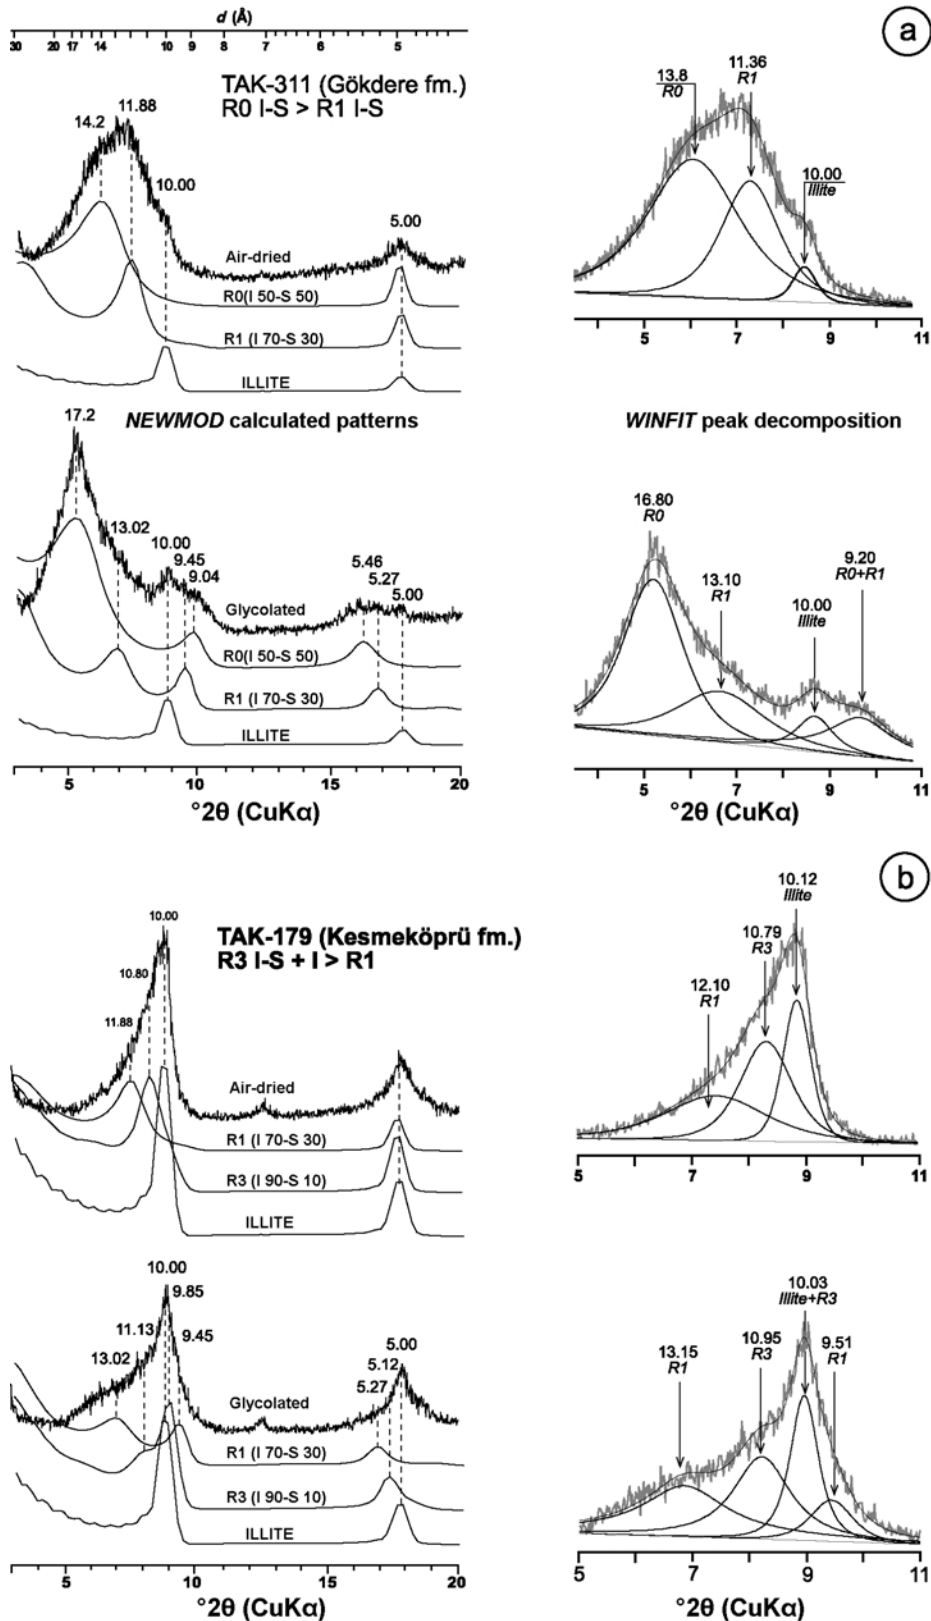 d (Å)
30 20 17 14 10 9 8 7 6 5
a
TAK-311 (Gökdere fm.)
R0 I-S > R1 I-S
14.2
11.88
10.00
5.00
Air-dried
R0(I 50-S 50)
R1 (I 70-S 30)
ILLITE
13.8
R0
11.36
R1
10.00
Illite
5 7 9 11
NEWMOD calculated patterns
WINFIT peak decomposition
17.2
13.02
10.00
9.45
9.04
5.46
5.27
5.00
Glycolated
R0(I 50-S 50)
R1 (I 70-S 30)
ILLITE
5 10 15 20
°2θ (CuKα)
16.80
R0
13.10
R1
10.00
Illite
9.20
R0+R1
5 7 9 11
°2θ (CuKα)
b
TAK-179 (Kesmeköprü fm.)
R3 I-S + I > R1
10.00
10.80
11.88
Air-dried
R1 (I 70-S 30)
R3 (I 90-S 10)
ILLITE
10.12
Illite
10.79
R3
12.10
R1
5 7 9 11
10.00
9.85
11.13
9.45
13.02
5.00
5.12
5.27
Glycolated
R1 (I 70-S 30)
R3 (I 90-S 10)
ILLITE
5 10 15 20
°2θ (CuKα)
10.03
Illite+R3
13.15
R1
10.95
R3
9.51
R1
5 7 9 11
°2θ (CuKα)